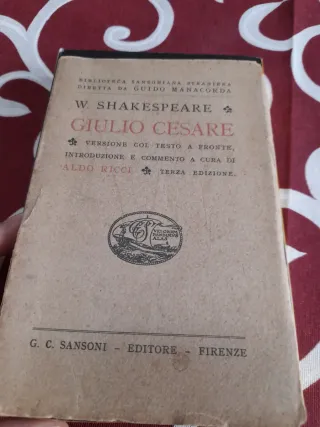 BIBLIOTECA SANSONIANA STRANIERA
DIRETTA DA GUIDO MANACORDA
W. SHAKESPEARE
GIULIO CESARE
VERSIONE COL TESTO A FRONTE,
INTRODUZIONE E COMMENTO A CURA DI
ALDO RICCI TERZA EDIZIONE.
G. C. SANSONI – EDITORE – FIRENZE